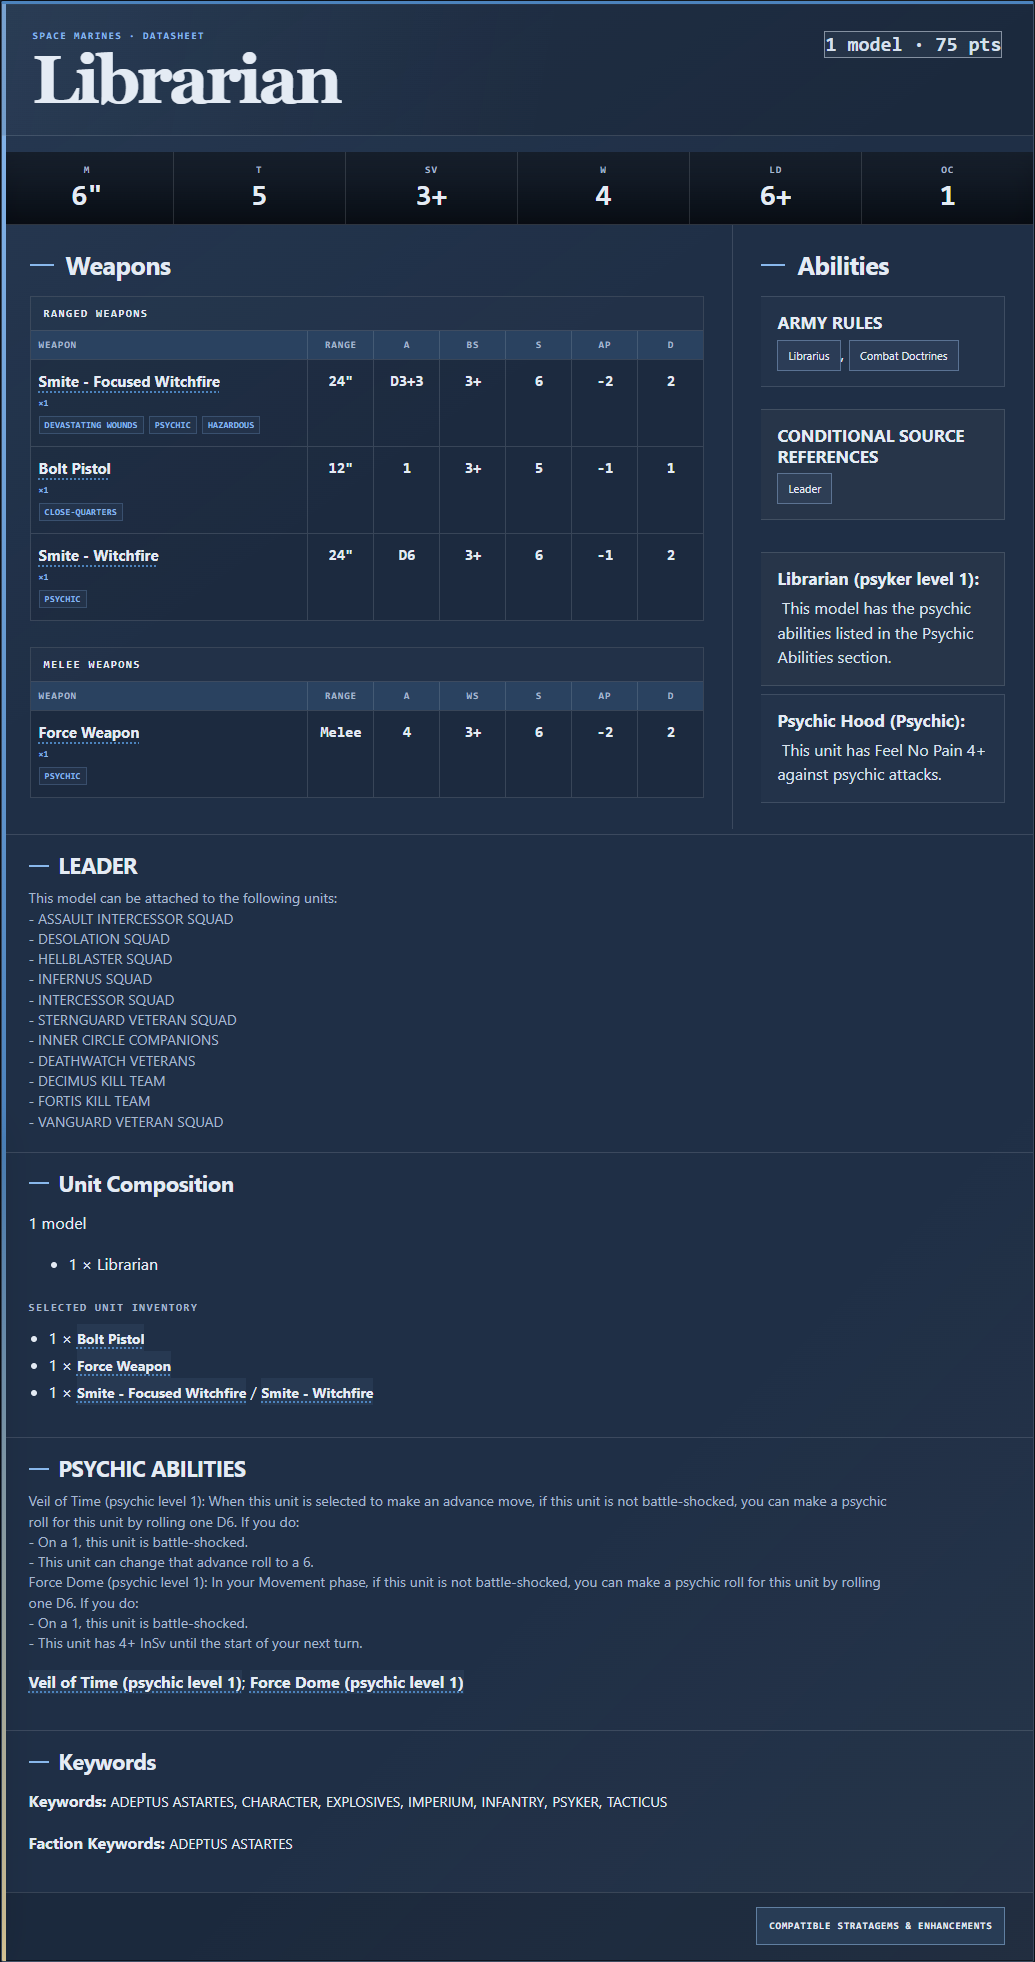 SPACE MARINES · DATASHEET
Librarian
1 model · 75 pts
M
6"
T
5
SV
3+
W
4
LD
6+
OC
1
Weapons
RANGED WEAPONS
WEAPON RANGE A BS S AP D
Smite - Focused Witchfire 24" D3+3 3+ 6 -2 2
×1
DEVASTATING WOUNDS PSYCHIC HAZARDOUS
Bolt Pistol 12" 1 3+ 5 -1 1
×1
CLOSE-QUARTERS
Smite - Witchfire 24" D6 3+ 6 -1 2
×1
PSYCHIC
MELEE WEAPONS
WEAPON RANGE A WS S AP D
Force Weapon Melee 4 3+ 6 -2 2
×1
PSYCHIC
Abilities
ARMY RULES
Librarius, Combat Doctrines
CONDITIONAL SOURCE
REFERENCES
Leader
Librarian (psyker level 1):
This model has the psychic
abilities listed in the Psychic
Abilities section.
Psychic Hood (Psychic):
This unit has Feel No Pain 4+
against psychic attacks.
LEADER
This model can be attached to the following units:
- ASSAULT INTERCESSOR SQUAD
- DESOLATION SQUAD
- HELLBLASTER SQUAD
- INFERNUS SQUAD
- INTERCESSOR SQUAD
- STERNGUARD VETERAN SQUAD
- INNER CIRCLE COMPANIONS
- DEATHWATCH VETERANS
- DECIMUS KILL TEAM
- FORTIS KILL TEAM
- VANGUARD VETERAN SQUAD
Unit Composition
1 model
• 1 × Librarian
SELECTED UNIT INVENTORY
• 1 × Bolt Pistol
• 1 × Force Weapon
• 1 × Smite - Focused Witchfire / Smite - Witchfire
PSYCHIC ABILITIES
Veil of Time (psychic level 1): When this unit is selected to make an advance move, if this unit is not battle-shocked, you can make a psychic
roll for this unit by rolling one D6. If you do:
- On a 1, this unit is battle-shocked.
- This unit can change that advance roll to a 6.
Force Dome (psychic level 1): In your Movement phase, if this unit is not battle-shocked, you can make a psychic roll for this unit by rolling
one D6. If you do:
- On a 1, this unit is battle-shocked.
- This unit has 4+ InSv until the start of your next turn.
Veil of Time (psychic level 1); Force Dome (psychic level 1)
Keywords
Keywords: ADEPTUS ASTARTES, CHARACTER, EXPLOSIVES, IMPERIUM, INFANTRY, PSYKER, TACTICUS
Faction Keywords: ADEPTUS ASTARTES
COMPATIBLE STRATAGEMS & ENHANCEMENTS